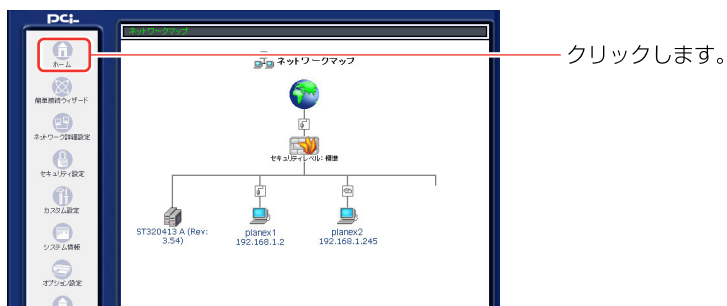 PCi
ネットワークマップ
ホーム
簡単接続ウィザード
ネットワーク詳細設定
セキュリティ設定
カスタム設定
システム情報
オプション設定
ネットワークマップ
セキュリティレベル: 標準
ST320413 A (Rev:
3.54)
planex1
192.168.1.2
planex2
192.168.1.245
クリックします。